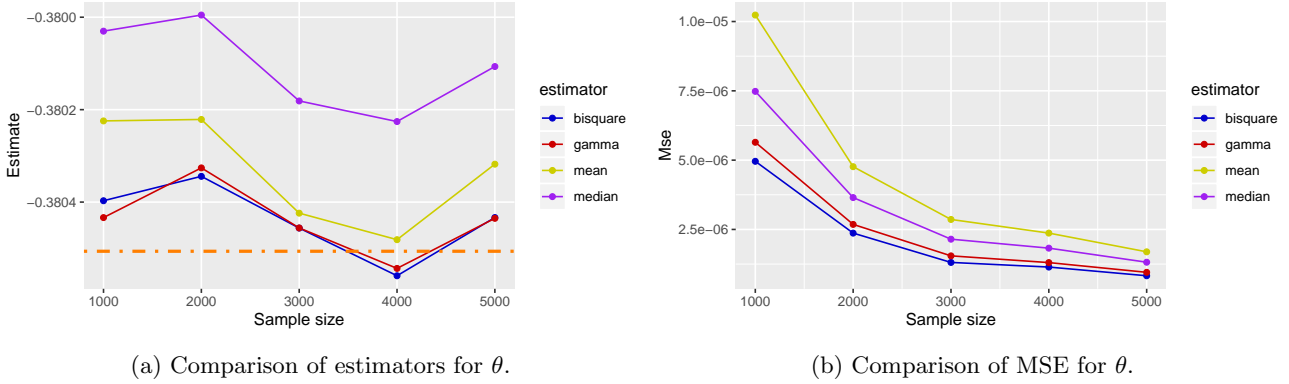 Estimate
−0.3800
−0.3802
−0.3804
1000 2000 3000 4000 5000
Sample size
estimator
bisquare
gamma
mean
median
(a) Comparison of estimators for θ.
Mse
1.0e−05
7.5e−06
5.0e−06
2.5e−06
1000 2000 3000 4000 5000
Sample size
estimator
bisquare
gamma
mean
median
(b) Comparison of MSE for θ.